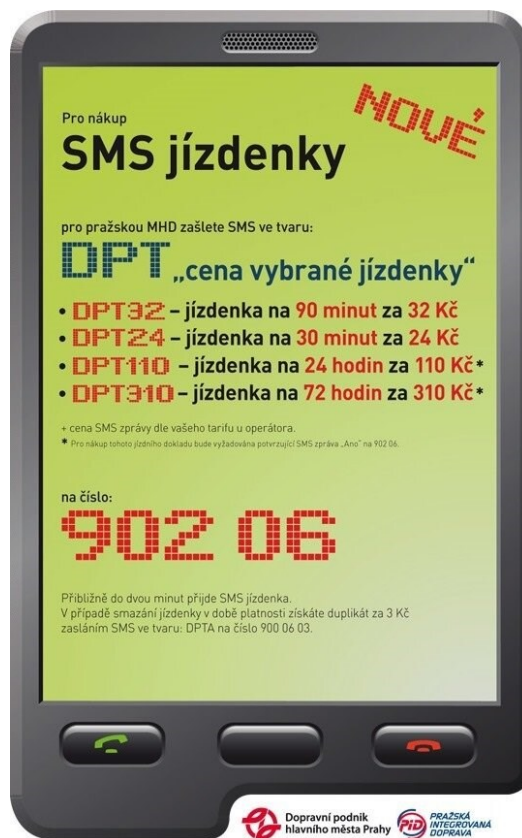 NOVÉ
Pro nákup
SMS jízdenky
pro pražskou MHD zašlete SMS ve tvaru:
DPT „cena vybrané jízdenky“
• DPT32 – jízdenka na 90 minut za 32 Kč
• DPT24 – jízdenka na 30 minut za 24 Kč
• DPT110 – jízdenka na 24 hodin za 110 Kč*
• DPT310 – jízdenka na 72 hodin za 310 Kč*
+ cena SMS zprávy dle vašeho tarifu u operátora.
* Pro nákup tohoto jízdního dokladu bude vyžadována potvrzující SMS zpráva „Ano“ na 902 06.
na číslo:
902 06
Přibližně do dvou minut přijde SMS jízdenka.
V případě smazání jízdenky v době platnosti získáte duplikát za 3 Kč
zasláním SMS ve tvaru: DPTA na číslo 900 06 03.
Dopravní podnik
hlavního města Prahy
PID
PRAŽSKÁ
INTEGROVANÁ
DOPRAVA